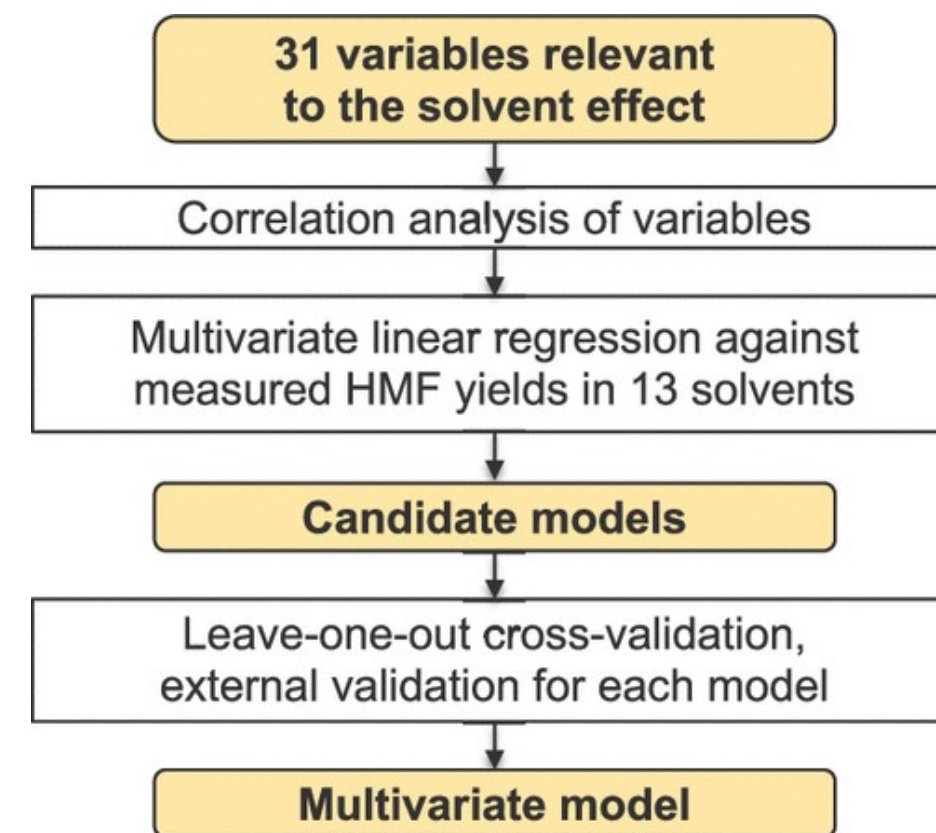 31 variables relevant
to the solvent effect
Correlation analysis of variables
Multivariate linear regression against
measured HMF yields in 13 solvents
Candidate models
Leave-one-out cross-validation,
external validation for each model
Multivariate model